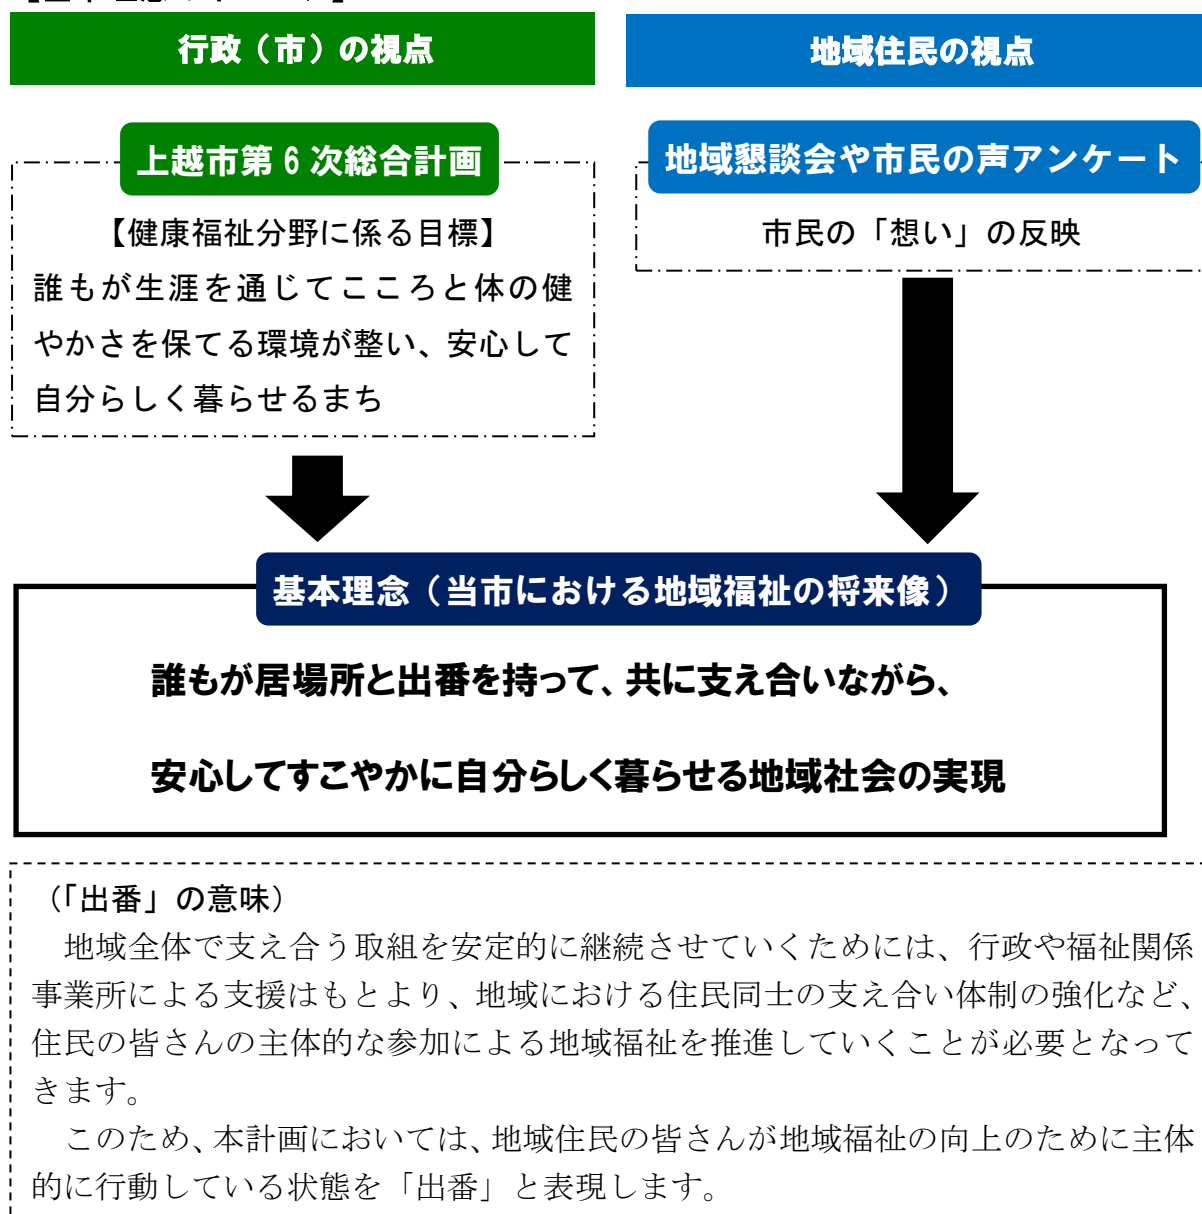 行政（市）の視点
上越市第６次総合計画
【健康福祉分野に係る目標】
誰もが生涯を通じてこころと体の健
やかさを保てる環境が整い、安心して
自分らしく暮らせるまち
地域住民の視点
地域懇談会や市民の声アンケート
市民の「想い」の反映
基本理念（当市における地域福祉の将来像）
誰もが居場所と出番を持って、共に支え合いながら、
安心してすこやかに自分らしく暮らせる地域社会の実現
（「出番」の意味）
地域全体で支え合う取組を安定的に継続させていくためには、行政や福祉関係
事業所による支援はもとより、地域における住民同士の支え合い体制の強化など、
住民の皆さんの主体的な参加による地域福祉を推進していくことが必要となって
きます。
このため、本計画においては、地域住民の皆さんが地域福祉の向上のために主体
的に行動している状態を「出番」と表現します。